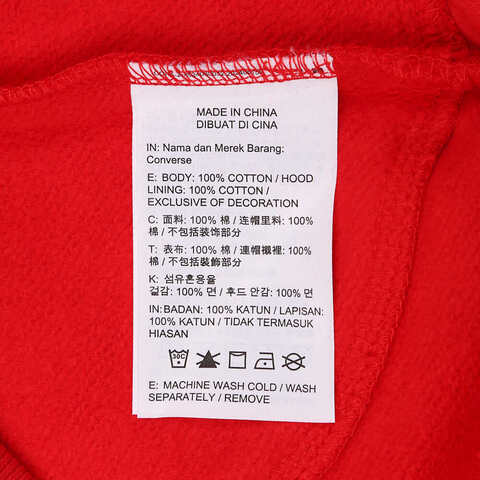 MADE IN CHINA
DIBUAT DI CINA
IN: Nama dan Merek Barang:
Converse
E: BODY: 100% COTTON / HOOD
LINING: 100% COTTON /
EXCLUSIVE OF DECORATION
C: 面料: 100% 棉 / 连帽里料: 100%
棉 / 不包括装饰部分
T: 表布: 100% 棉 / 連帽襯裡: 100%
棉 / 不包括裝飾部分
K: 섬유혼용율
겉감: 100% 면 / 후드 안감: 100% 면
IN: BADAN: 100% KATUN / LAPISAN:
100% KATUN / TIDAK TERMASUK
HIASAN
30C
E: MACHINE WASH COLD / WASH
SEPARATELY / REMOVE